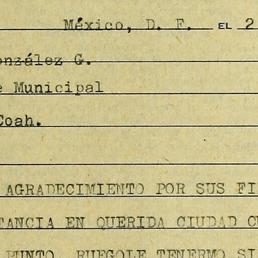 México, D. F. EL 2
onzález G.
e Municipal
Coah.
AGRADECIMIENTO POR SUS FI
TANCIA EN QUERIDA CIUDAD C
PUNTO. RUEGOLE TENERMO SI